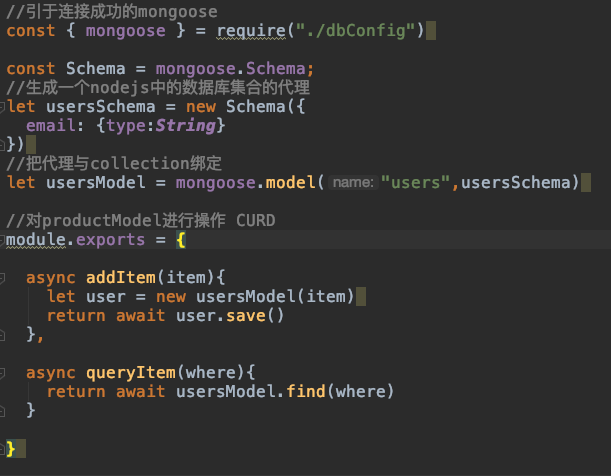 //引于连接成功的mongoose
const { mongoose } = require("./dbConfig")
const Schema = mongoose.Schema;
//生成一个nodejs中的数据库集合的代理
let usersSchema = new Schema({
email: {type:String}
})
//把代理与collection绑定
let usersModel = mongoose.model( name: "users",usersSchema)
//对productModel进行操作 CURD
module.exports = {
async addItem(item){
let user = new usersModel(item)
return await user.save()
},
async queryItem(where){
return await usersModel.find(where)
}
}